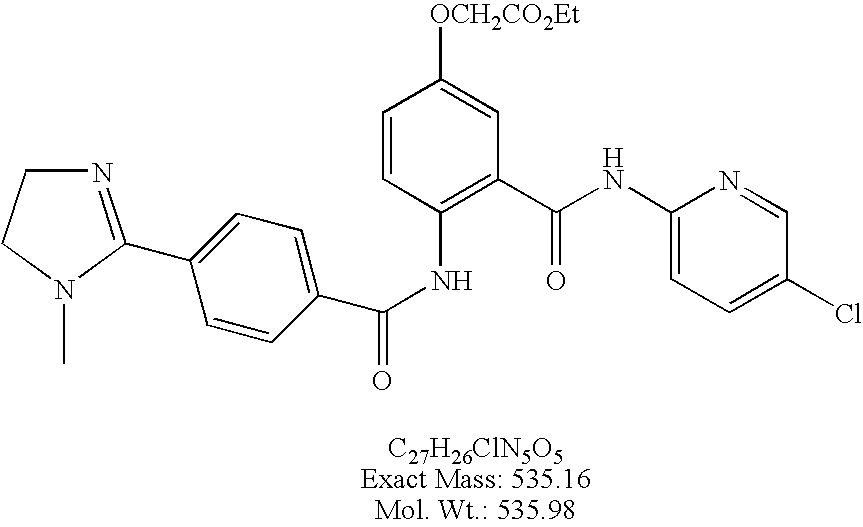 OCH₂CO₂Et
H
N
N
N
O
NH
Cl
N
O
C₂₇H₂₆ClN₅O₅
Exact Mass: 535.16
Mol. Wt.: 535.98